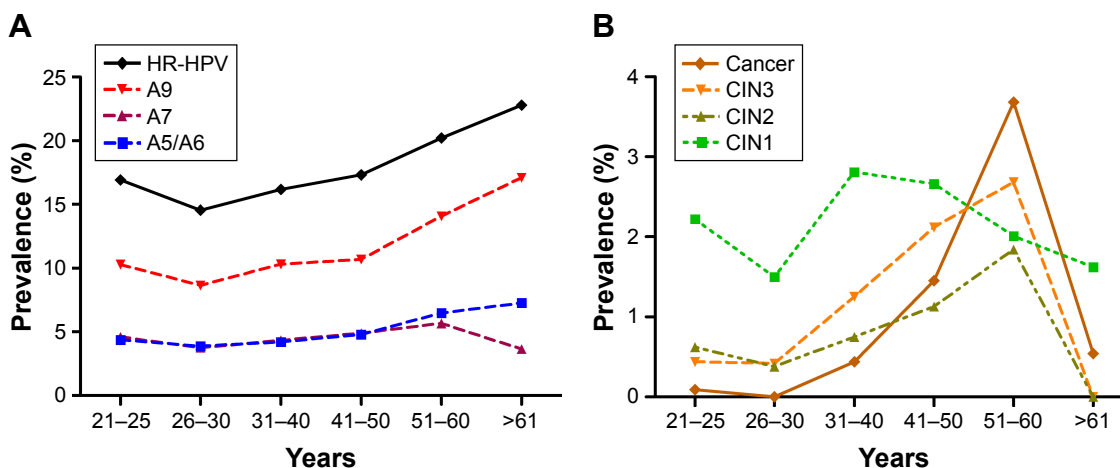 A
HR-HPV
A9
A7
A5/A6
Prevalence (%)
25
20
15
10
5
0
21–25
26–30
31–40
41–50
51–60
>61
Years
B
Cancer
CIN3
CIN2
CIN1
Prevalence (%)
4
3
2
1
0
21–25
26–30
31–40
41–50
51–60
>61
Years